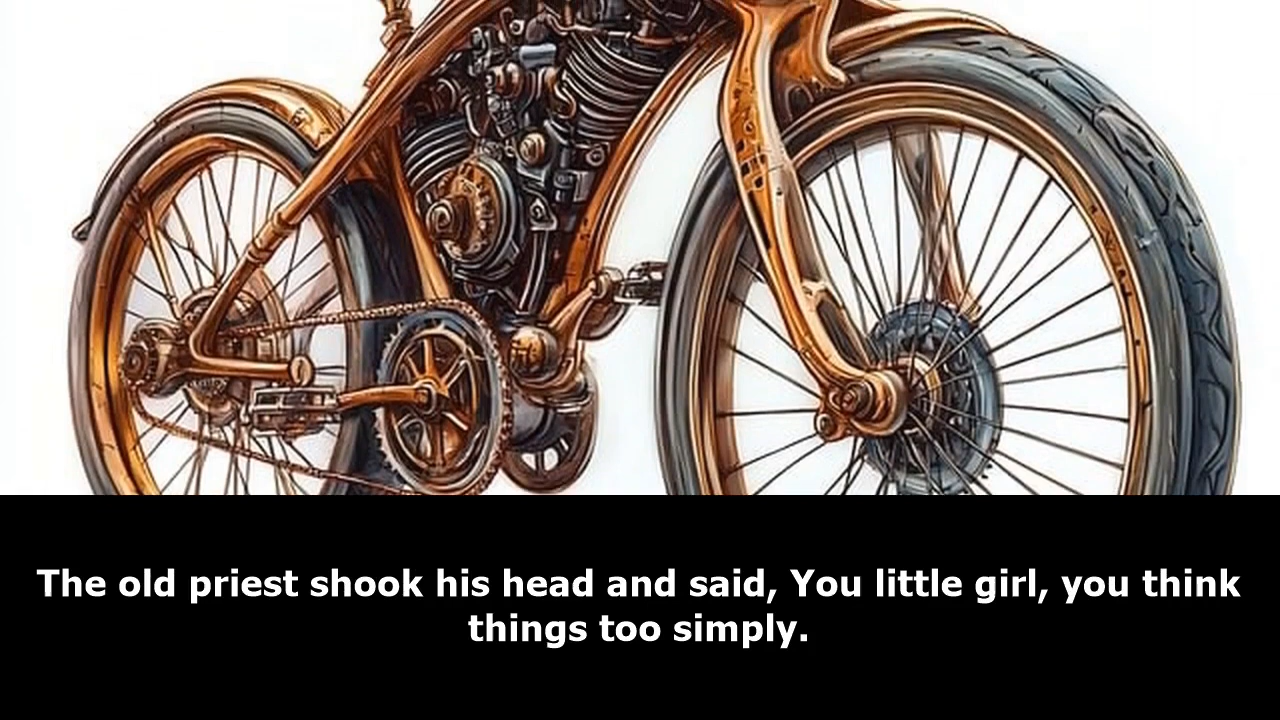 The old priest shook his head and said, You little girl, you think
things too simply.